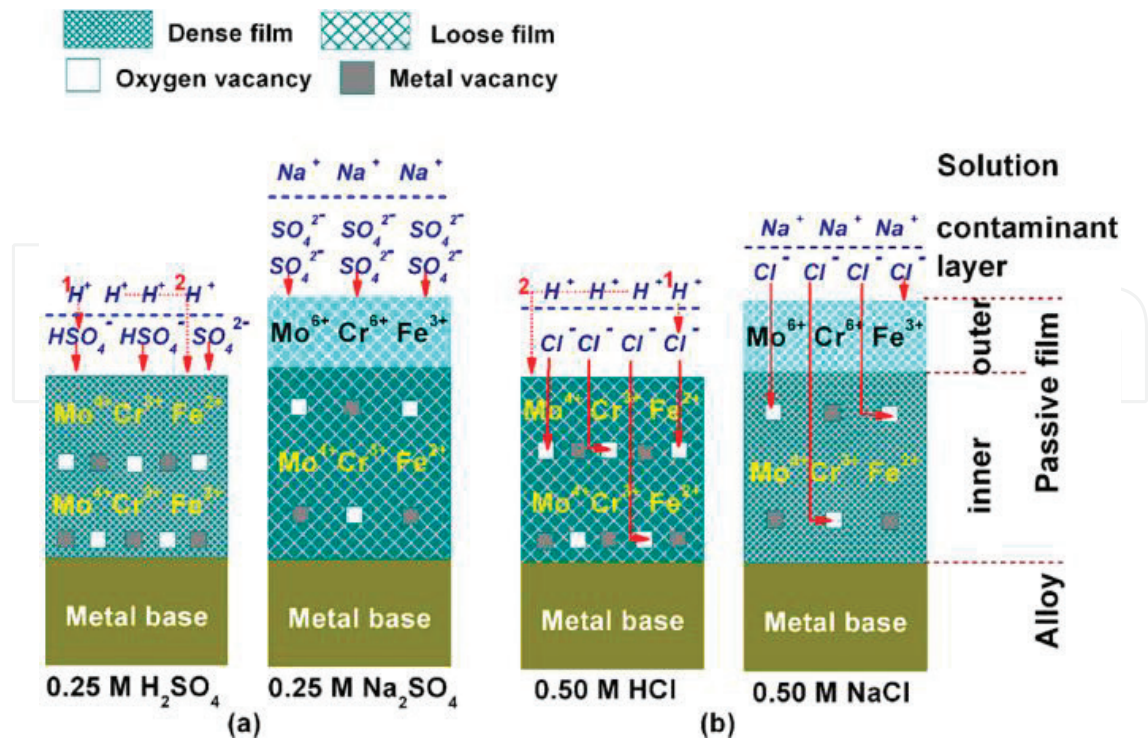 Dense film
Loose film
Oxygen vacancy
Metal vacancy
Na⁺ Na⁺ Na⁺
SO₄²⁻ SO₄²⁻ SO₄²⁻
SO₄²⁻ SO₄²⁻ SO₄²⁻
Mo⁶⁺ Cr⁶⁺ Fe³⁺
1 2
H⁺ H⁺ H⁺ H⁺
HSO₄⁻ HSO₄⁻ SO₄²⁻
Mo⁴⁺ Cr³⁺ Fe²⁺
Mo⁴⁺ Cr³⁺ Fe²⁺
Mo⁴⁺ Cr³⁺ Fe²⁺
Metal base
Metal base
0.25 M H₂SO₄
0.25 M Na₂SO₄
(a)
2 1
H⁺ H⁺ H⁺ H⁺
Cl⁻ Cl⁻ Cl⁻ Cl⁻
Mo⁴⁺ Cr³⁺ Fe²⁺
Mo⁴⁺ Cr³⁺ Fe²⁺
Na⁺ Na⁺ Na⁺
Cl⁻ Cl⁻ Cl⁻ Cl⁻
Mo⁶⁺ Cr⁶⁺ Fe³⁺
Mo⁴⁺ Cr³⁺ Fe²⁺
Metal base
Metal base
0.50 M HCl
0.50 M NaCl
(b)
Solution
contaminant
layer
outer
inner
Passive film
Alloy